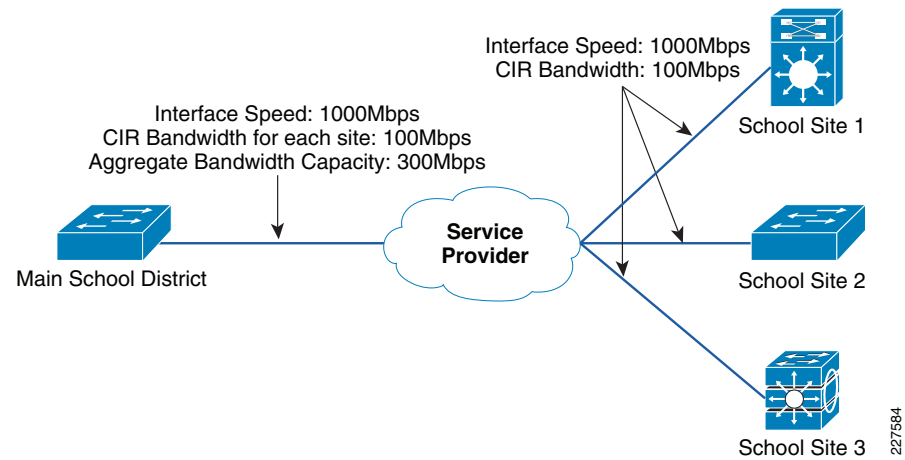 Interface Speed: 1000Mbps
CIR Bandwidth: 100Mbps
School Site 1
Interface Speed: 1000Mbps
CIR Bandwidth for each site: 100Mbps
Aggregate Bandwidth Capacity: 300Mbps
Service
Provider
Main School District
School Site 2
School Site 3
227584